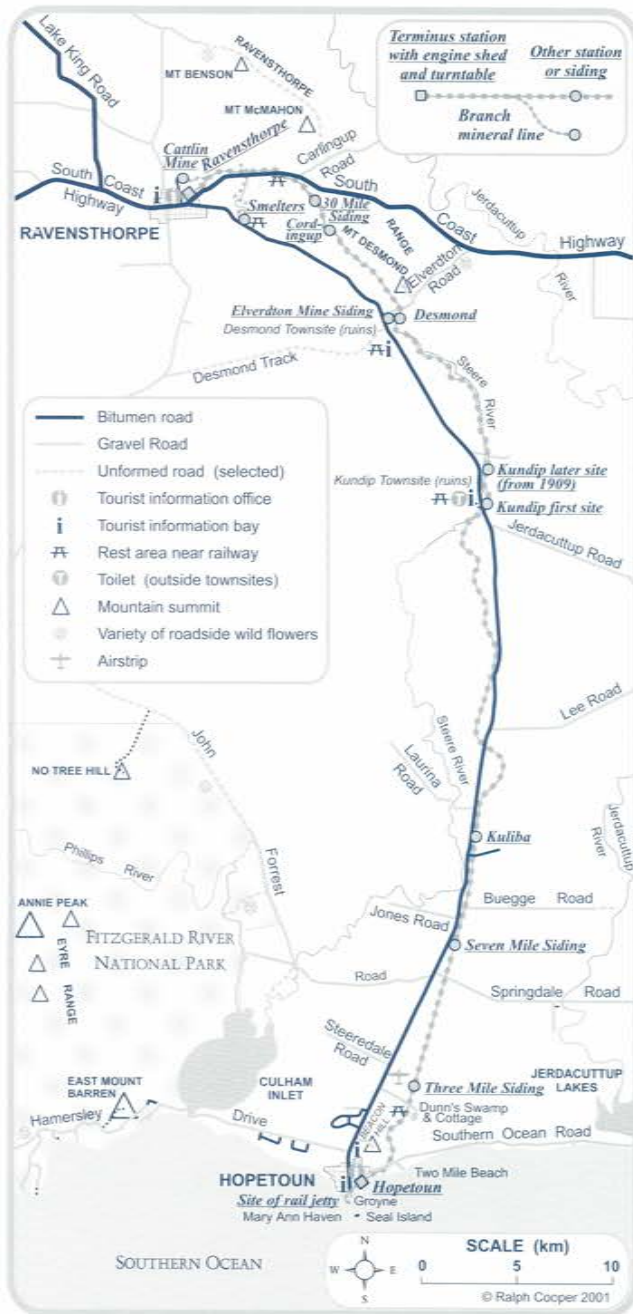 Lake King Road
RAVENSTHORPE
MT BENSON
MT McMAHON
Terminus station
with engine shed
and turntable
Other station
or siding
Branch
mineral line
Cattlin
Mine
Ravensthorpe
Carlingup
Road
South Coast
Highway
South
Coast
Highway
Jerdacuttup
River
RAVENSTHORPE
Smelters
30 Mile
Siding
Cord-
ingup
RANGE
MT DESMOND
Elverdton
Road
Elverdton Mine Siding
Desmond
Desmond Townsite (ruins)
Desmond Track
Steere
River
Bitumen road
Gravel Road
Unformed road (selected)
Tourist information office
i Tourist information bay
Rest area near railway
T Toilet (outside townsites)
Mountain summit
Variety of roadside wild flowers
Airstrip
Kundip later site
(from 1909)
Kundip Townsite (ruins)
Kundip first site
Jerdacuttup Road
Lee Road
John
Forrest
NO TREE HILL
Steere River
Laurina
Road
Jerdacuttup
River
Phillips
River
Kuliba
ANNIE PEAK
EYRE
RANGE
FITZGERALD RIVER
NATIONAL PARK
Jones Road
Buegge Road
Seven Mile Siding
Road
Springdale Road
Steeredale
Road
EAST MOUNT
BARREN
CULHAM
INLET
Three Mile Siding
JERDACUTTUP
LAKES
Hamersley
Drive
BEACON
HILL
Dunn's Swamp
& Cottage
Southern Ocean Road
HOPETOUN
Two Mile Beach
Hopetoun
Site of rail jetty
Groyne
Mary Ann Haven
Seal Island
SOUTHERN OCEAN
N
W
E
S
SCALE (km)
0 5 10
© Ralph Cooper 2001